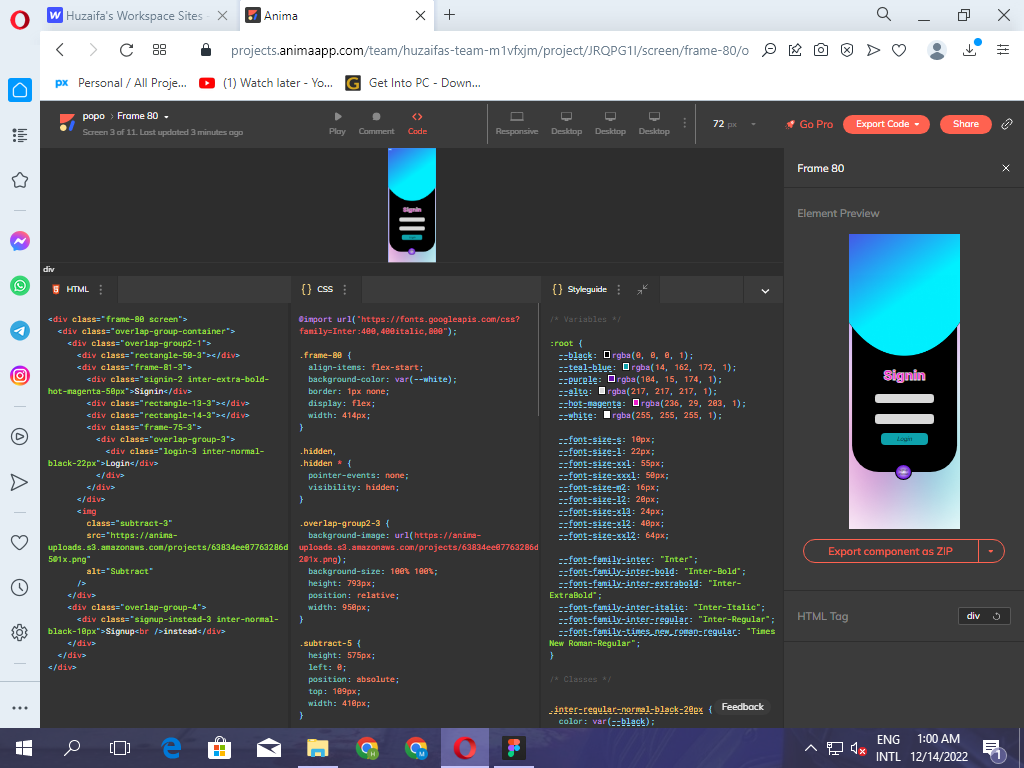 Huzaifa's Workspace Sites -
Anima
projects.animaapp.com/team/huzaifas-team-m1vfxjm/project/JRQPG1I/screen/frame-80/o
px Personal / All Proje...
(1) Watch later - Yo...
Get Into PC - Down...
popo > Frame 80
Screen 3 of 11. Last updated 3 minutes ago
Play
Comment
Code
Responsive
Desktop
Desktop
Desktop
72 px
Go Pro
Export Code
Share
Frame 80
Element Preview
Signin
Login
Export component as ZIP
HTML Tag
div
div
HTML
<div class="frame-80 screen">
<div class="overlap-group-container">
<div class="overlap-group2-1">
<div class="rectangle-50-3"></div>
<div class="frame-81-3">
<div class="signin-2 inter-extra-bold-
hot-magenta-50px">Signin</div>
<div class="rectangle-13-3"></div>
<div class="rectangle-14-3"></div>
<div class="frame-75-3">
<div class="overlap-group-3">
<div class="login-3 inter-normal-
black-22px">Login</div>
</div>
</div>
</div>
<img
class="subtract-3"
src="https://anima-
uploads.s3.amazonaws.com/projects/63834ee07763286d
501x.png"
alt="Subtract"
/>
</div>
<div class="overlap-group-4">
<div class="signup-instead-3 inter-normal-
black-10px">Signup<br />instead</div>
</div>
</div>
</div>
{} CSS
@import url("https://fonts.googleapis.com/css?
family=Inter:400,400italic,800");
.frame-80 {
align-items: flex-start;
background-color: var(--white);
border: 1px none;
display: flex;
width: 414px;
}
.hidden,
.hidden * {
pointer-events: none;
visibility: hidden;
}
.overlap-group2-3 {
background-image: url(https://anima-
uploads.s3.amazonaws.com/projects/63834ee07763286d
201x.png);
background-size: 100% 100%;
height: 793px;
position: relative;
width: 950px;
}
.subtract-5 {
height: 575px;
left: 0;
position: absolute;
top: 109px;
width: 410px;
}
{} Styleguide
/* Variables */
:root {
--black: rgba(0, 0, 0, 1);
--teal-blue: rgba(14, 162, 172, 1);
--purple: rgba(104, 15, 174, 1);
--alto: rgba(217, 217, 217, 1);
--hot-magenta: rgba(236, 29, 203, 1);
--white: rgba(255, 255, 255, 1);
--font-size-s: 10px;
--font-size-l: 22px;
--font-size-xxl: 55px;
--font-size-xxxl: 50px;
--font-size-m2: 16px;
--font-size-l2: 20px;
--font-size-xl3: 24px;
--font-size-xl2: 40px;
--font-size-xxl2: 64px;
--font-family-inter: "Inter";
--font-family-inter-bold: "Inter-Bold";
--font-family-inter-extrabold: "Inter-
ExtraBold";
--font-family-inter-italic: "Inter-Italic";
--font-family-inter-regular: "Inter-Regular";
--font-family-times_new_roman-regular: "Times
New Roman-Regular";
}
/* Classes */
.inter-regular-normal-black-20px {
color: var(--black);
Feedback
ENG
INTL
1:00 AM
12/14/2022
1